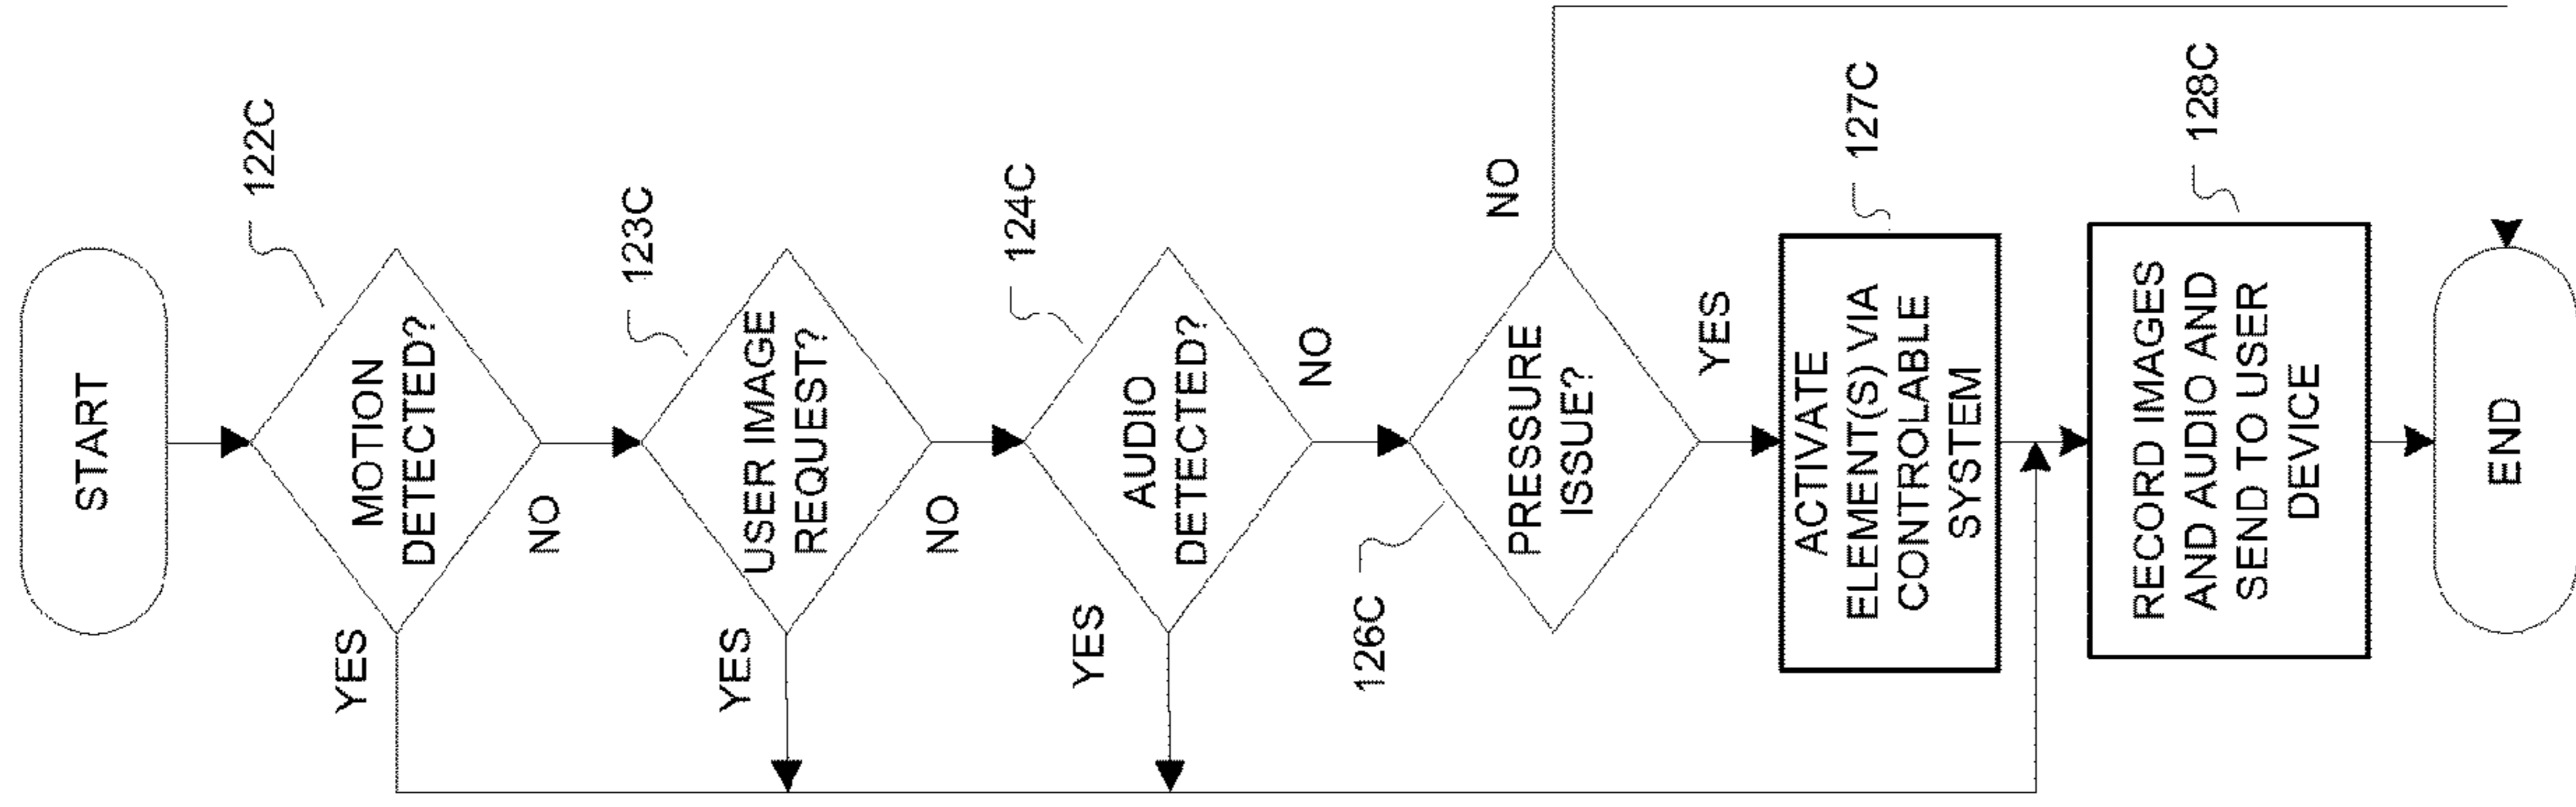 START
122C
MOTION
DETECTED?
YES
NO
123C
USER IMAGE
REQUEST?
YES
NO
124C
AUDIO
DETECTED?
YES
NO
126C
PRESSURE
ISSUE?
NO
YES
127C
ACTIVATE
ELEMENT(S) VIA
CONTROLABLE
SYSTEM
128C
RECORD IMAGES
AND AUDIO AND
SEND TO USER
DEVICE
END